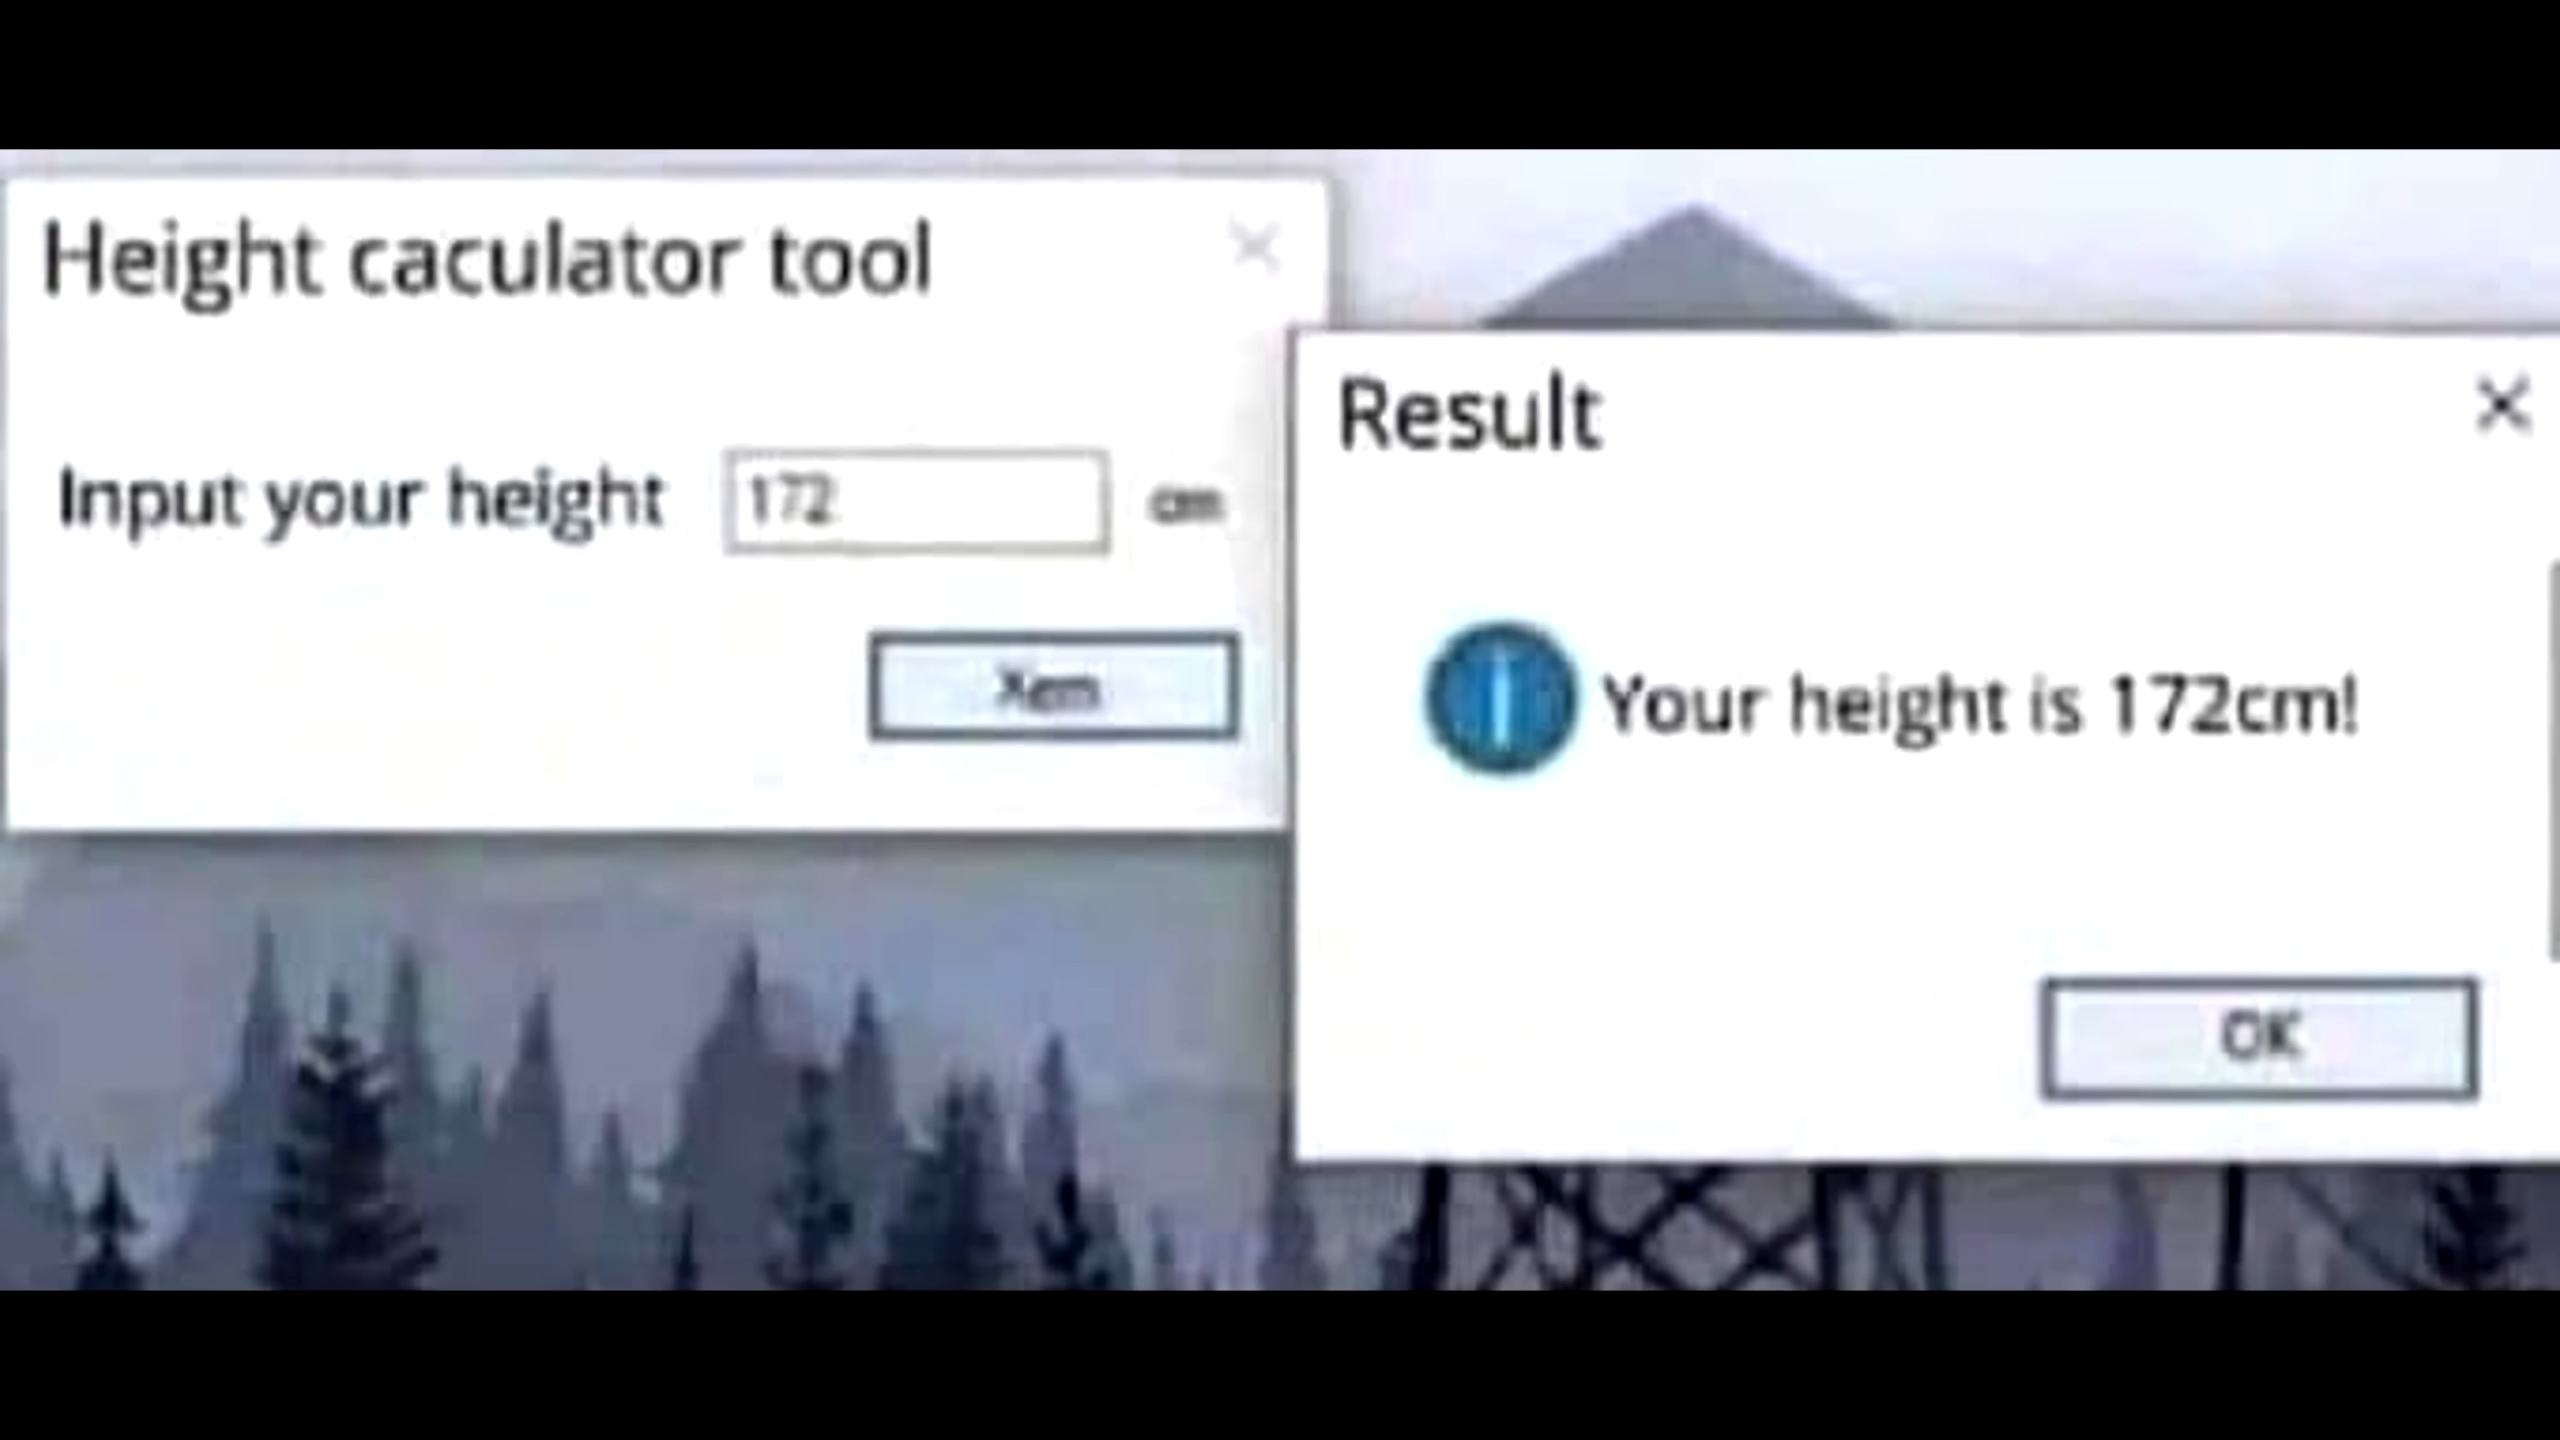 Height caculator tool
Input your height 172 cm
Xem
Result
Your height is 172cm!
OK